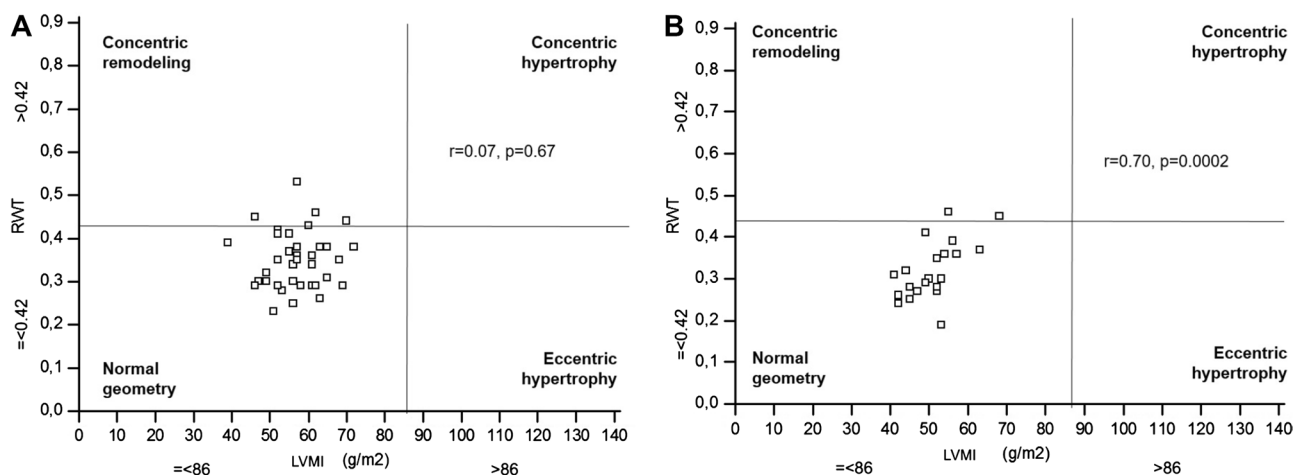 A
0,9
0,8
0,7
0,6
0,5
0,4
0,3
0,2
0,1
0,0
>0.42
RWT
=<0.42
Concentric
remodeling
Concentric
hypertrophy
r=0.07, p=0.67
Normal
geometry
Eccentric
hypertrophy
0 10 20 30 40 50 60 70 80 90 100 110 120 130 140
LVMI (g/m2)
=<86 >86
B
0,9
0,8
0,7
0,6
0,5
0,4
0,3
0,2
0,1
0,0
>0.42
RWT
=<0.42
Concentric
remodeling
Concentric
hypertrophy
r=0.70, p=0.0002
Normal
geometry
Eccentric
hypertrophy
0 10 20 30 40 50 60 70 80 90 100 110 120 130 140
LVMI (g/m2)
=<86 >86